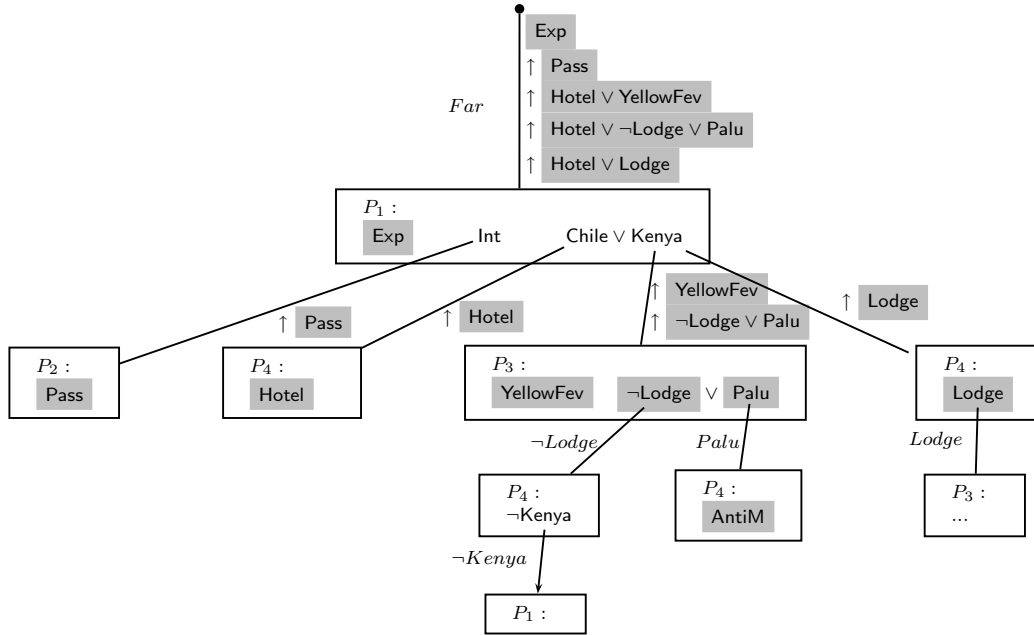 Exp
↑ Pass
↑ Hotel ∨ YellowFev
Far
↑ Hotel ∨ ¬Lodge ∨ Palu
↑ Hotel ∨ Lodge
P₁ :
Exp Int Chile ∨ Kenya
↑ Pass
↑ Hotel
↑ YellowFev
↑ ¬Lodge ∨ Palu
↑ Lodge
P₂ :
Pass
P₄ :
Hotel
P₃ :
YellowFev ¬Lodge ∨ Palu
P₄ :
Lodge
¬Lodge
Palu
Lodge
P₄ :
¬Kenya
P₄ :
AntiM
P₃ :
...
¬Kenya
P₁ :